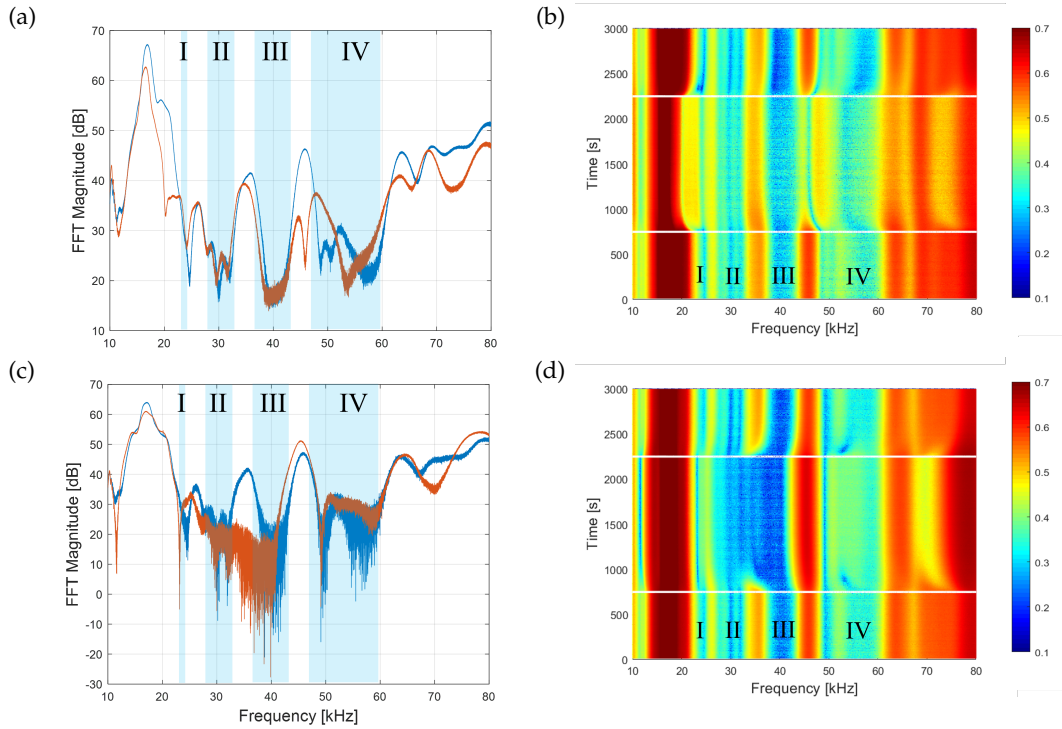 (a)
70
60
50
40
30
20
10
FFT Magnitude [dB]
I II III IV
10 20 30 40 50 60 70 80
(b)
3000
2500
2000
1500
1000
500
0
Time [s]
I II III IV
10 20 30 40 50 60 70 80
Frequency [kHz]
0.7
0.6
0.5
0.4
0.3
0.2
0.1
(c)
70
60
50
40
30
20
10
0
-10
-20
-30
FFT Magnitude [dB]
I II III IV
10 20 30 40 50 60 70 80
Frequency [kHz]
(d)
3000
2500
2000
1500
1000
500
0
Time [s]
I II III IV
10 20 30 40 50 60 70 80
Frequency [kHz]
0.7
0.6
0.5
0.4
0.3
0.2
0.1